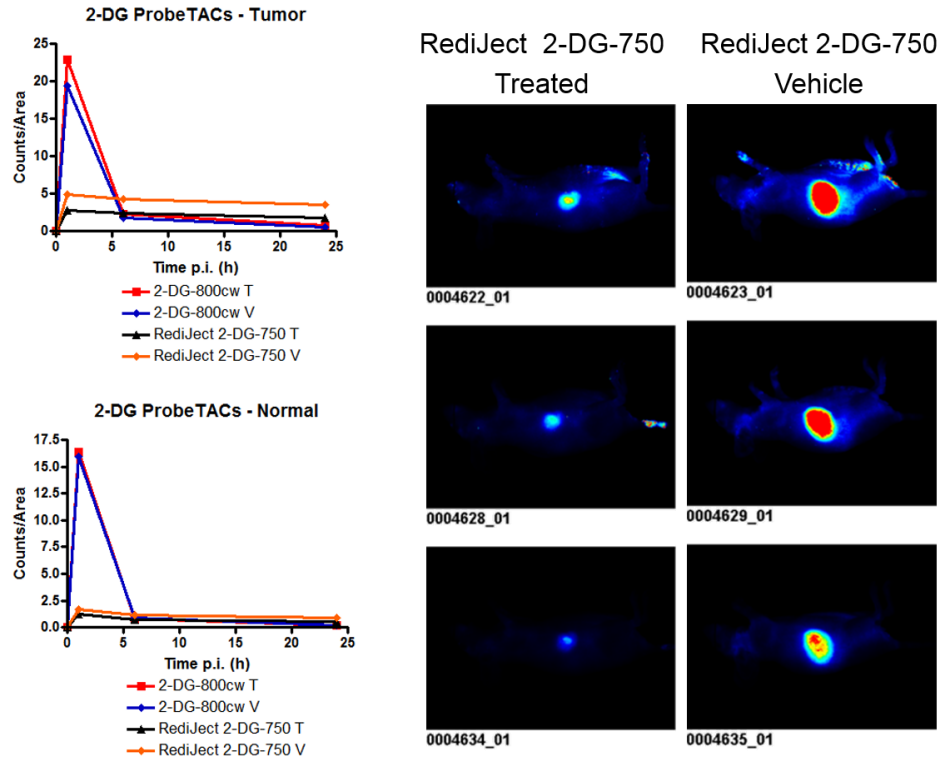 2-DG ProbeTACs - Tumor
25
20
15
10
5
0
Counts/Area
0 5 10 15 20 25
Time p.i. (h)
2-DG-800cw T
2-DG-800cw V
RediJect 2-DG-750 T
RediJect 2-DG-750 V
2-DG ProbeTACs - Normal
17.5
15.0
12.5
10.0
7.5
5.0
2.5
0.0
Counts/Area
0 5 10 15 20 25
Time p.i. (h)
2-DG-800cw T
2-DG-800cw V
RediJect 2-DG-750 T
RediJect 2-DG-750 V
RediJect 2-DG-750 RediJect 2-DG-750
Treated Vehicle
0004622_01 0004623_01
0004628_01 0004629_01
0004634_01 0004635_01